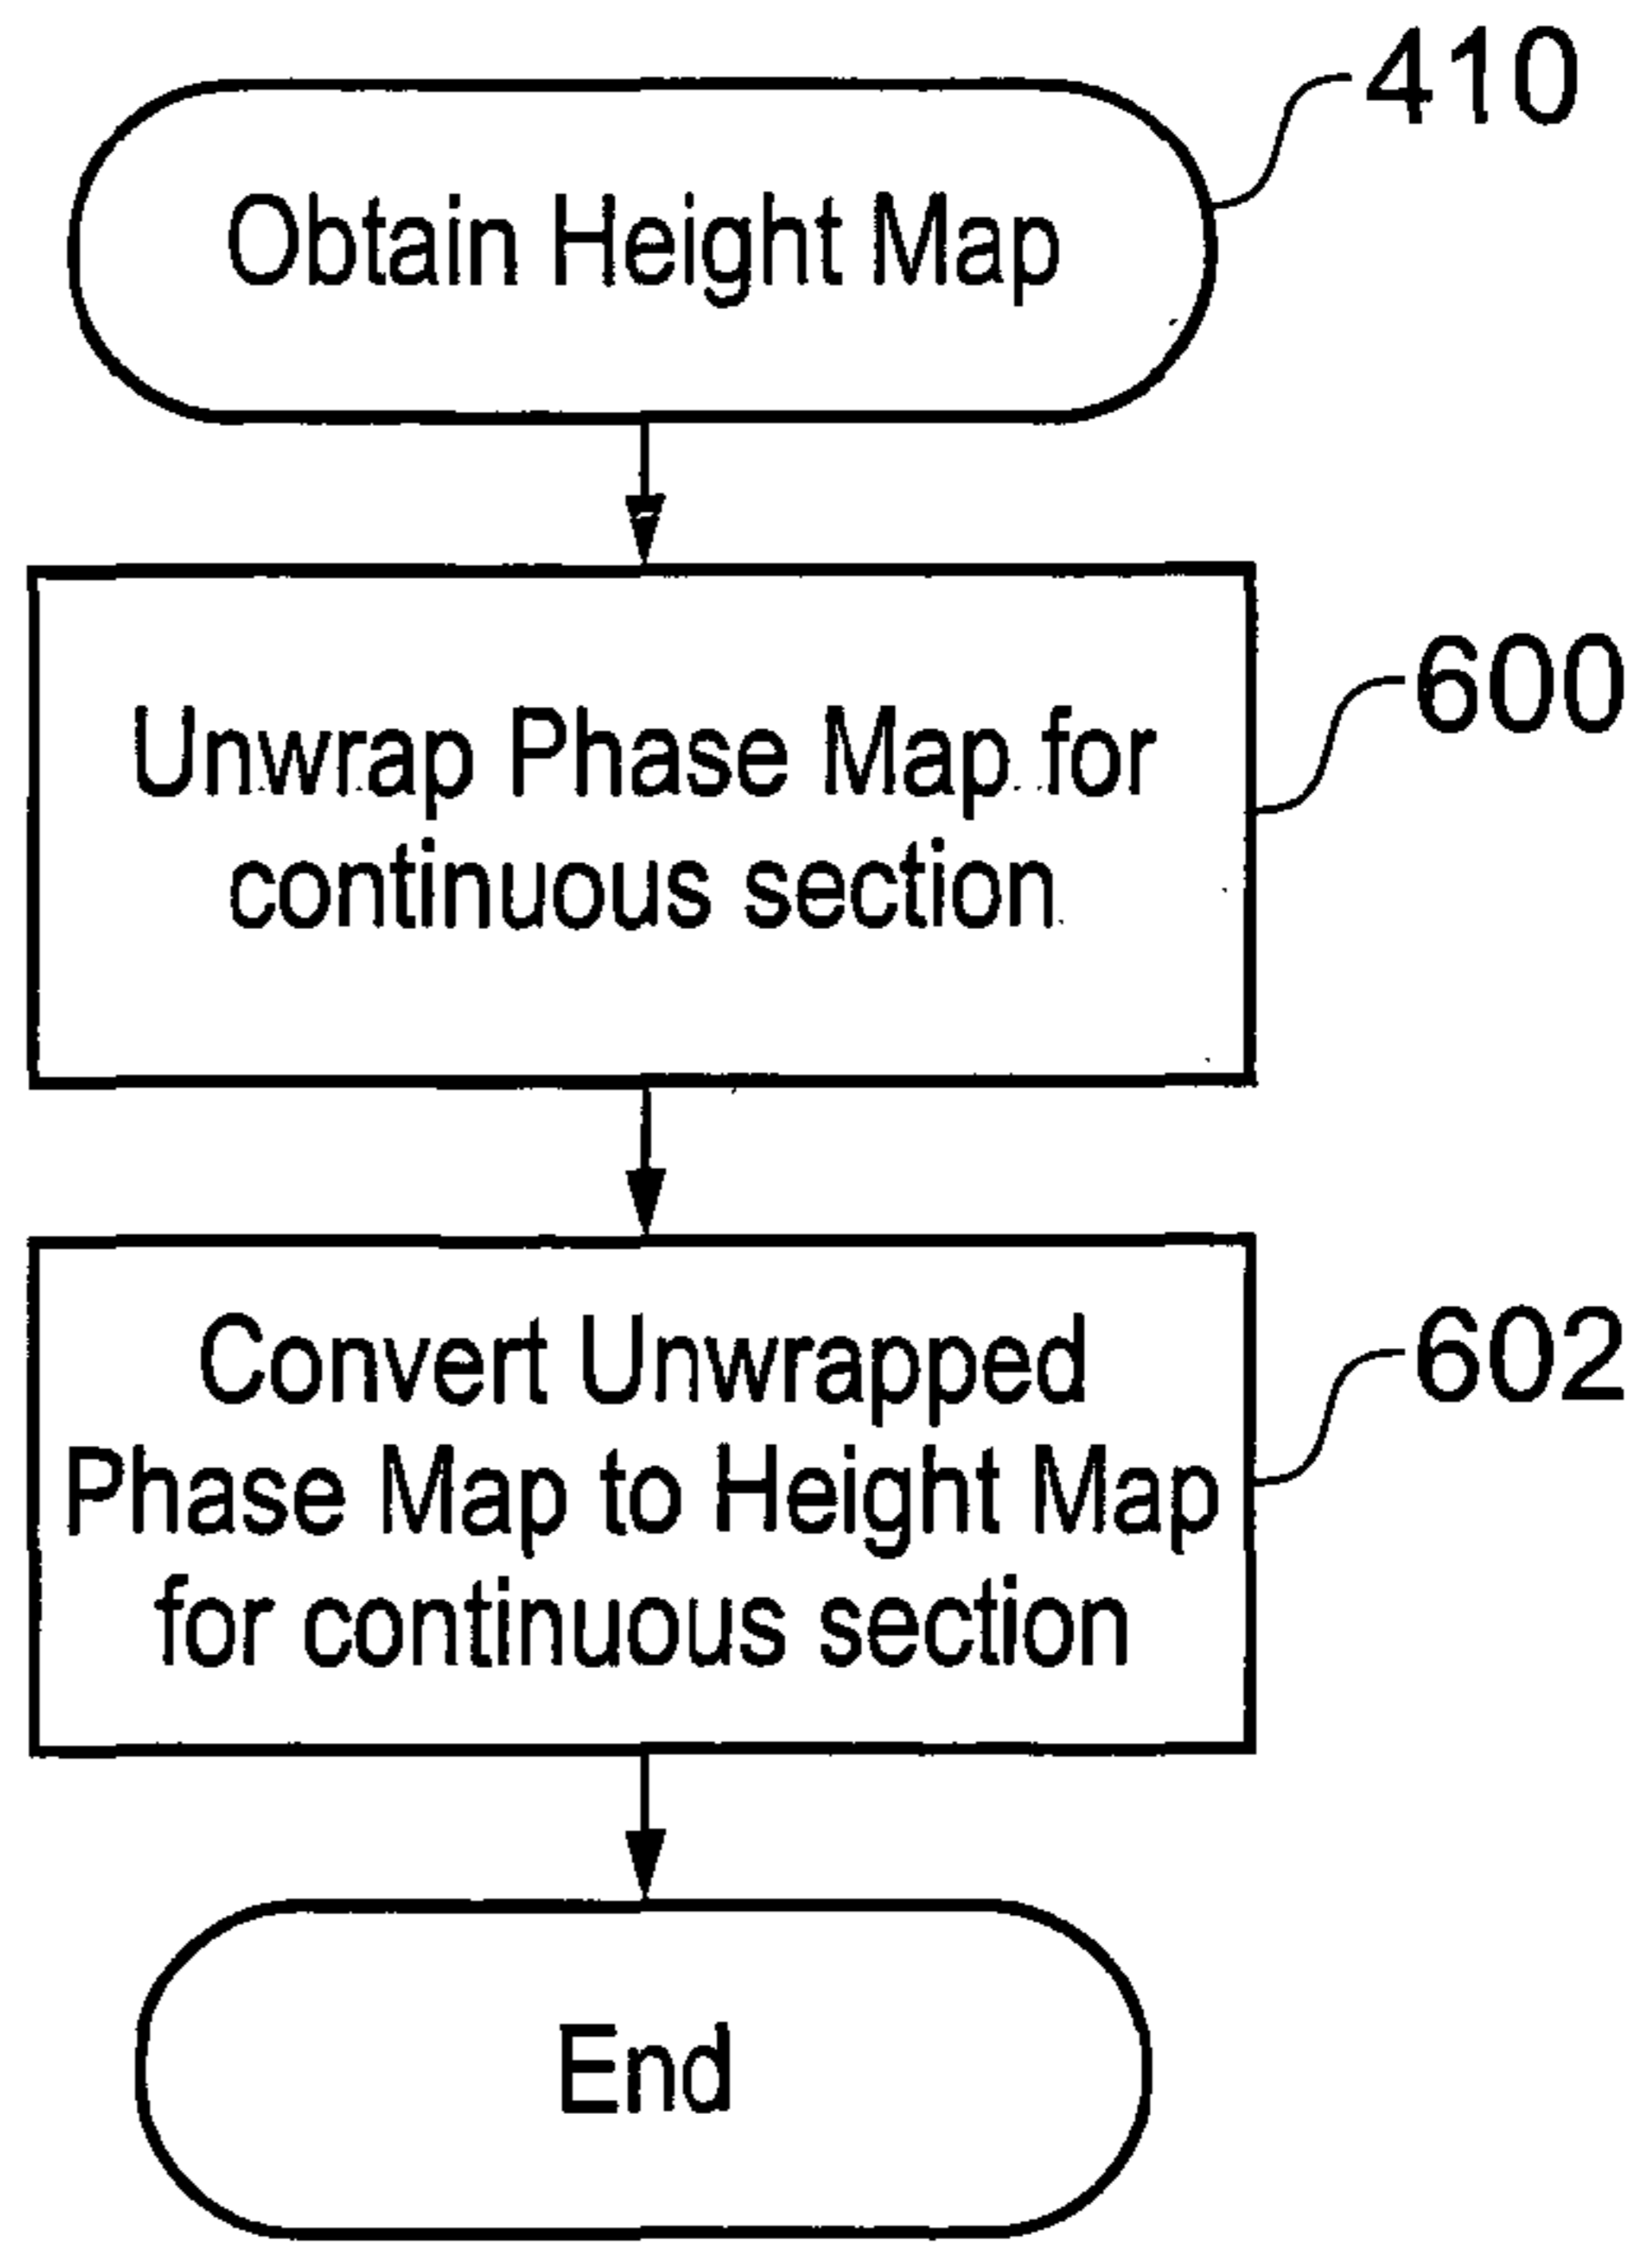 410
Obtain Height Map
600
Unwrap Phase Map for
continuous section
602
Convert Unwrapped
Phase Map to Height Map
for continuous section
End